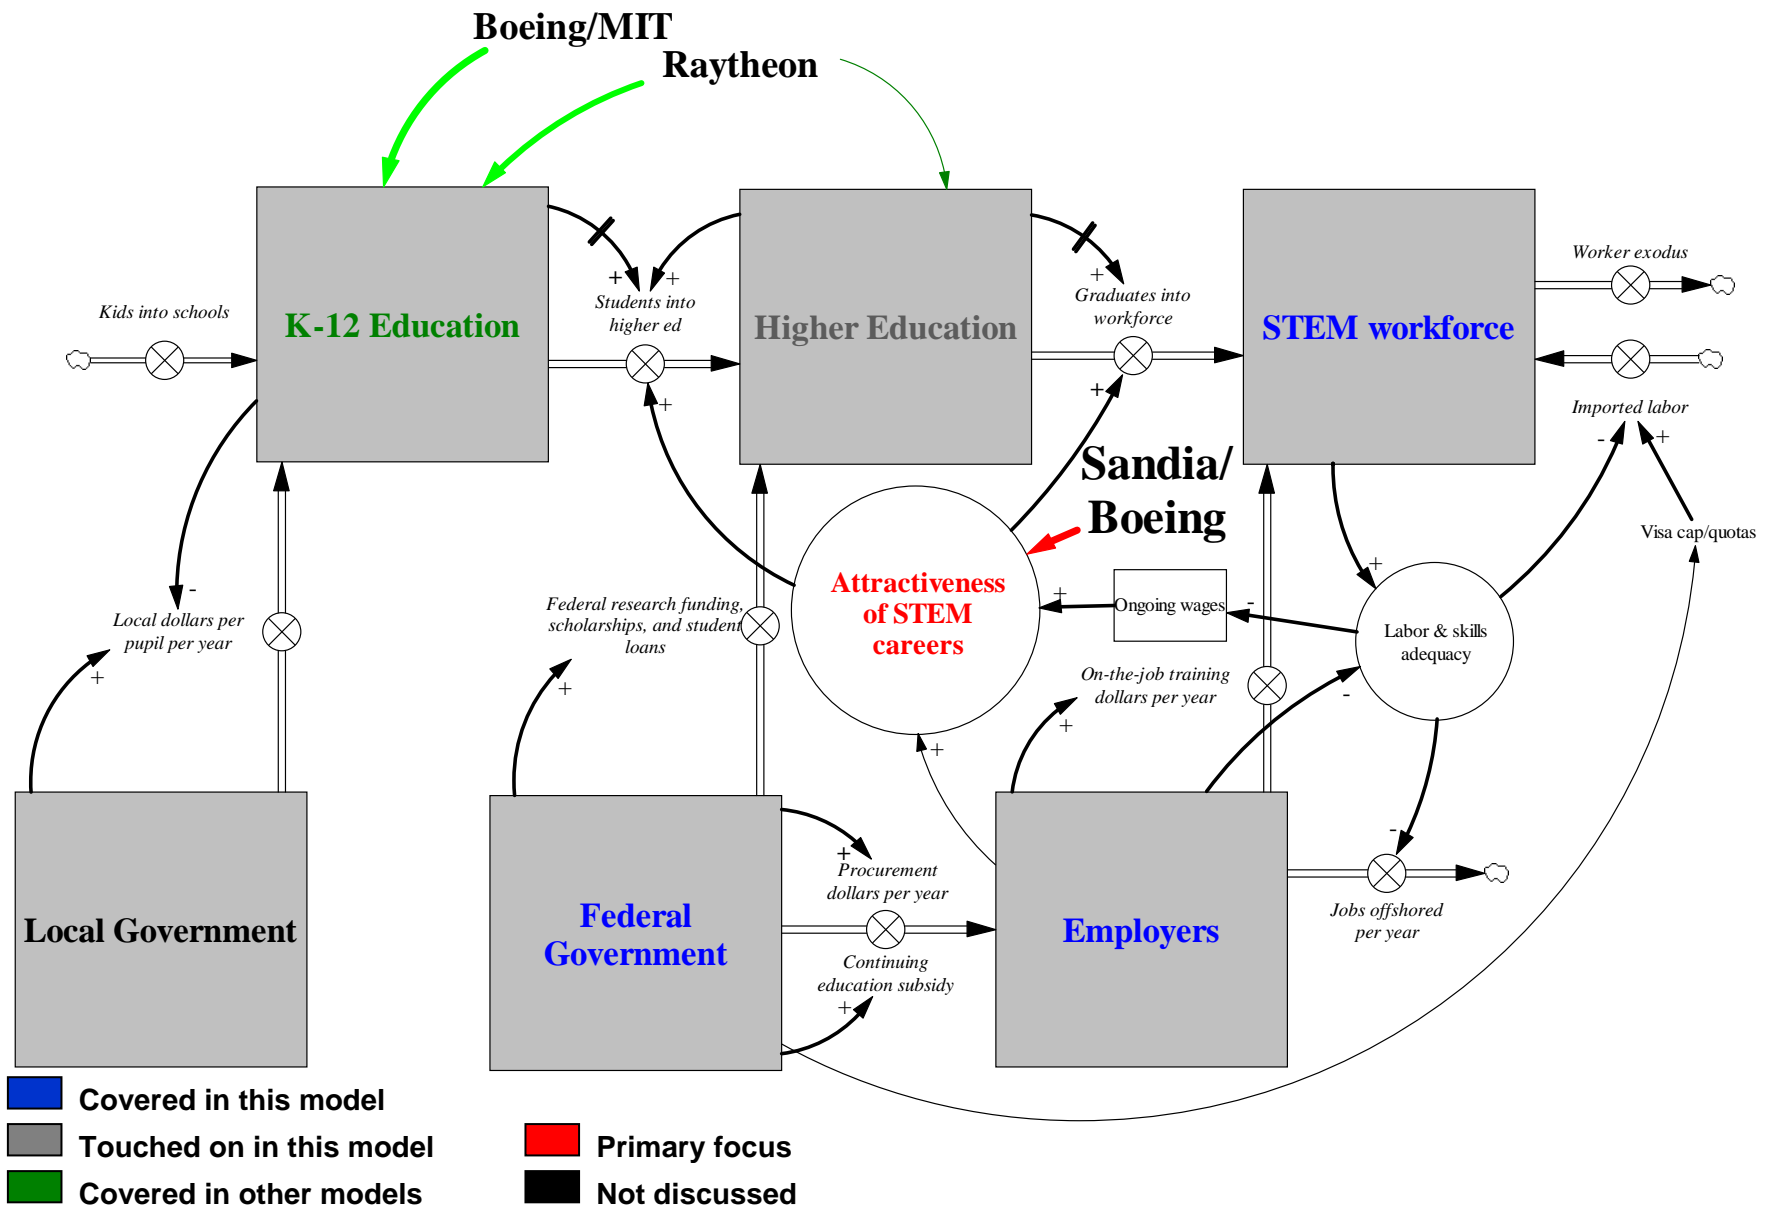 Boeing/MIT
Raytheon
Kids into schools
K-12 Education
+
+
Students into
higher ed
+
Higher Education
+
Graduates into
workforce
+
STEM workforce
Worker exodus
Imported labor
-
+
Visa cap/quotas
Sandia/
Boeing
Attractiveness
of STEM
careers
+
Ongoing wages
-
+
Labor & skills
adequacy
-
-
Local dollars per
pupil per year
+
Federal research funding,
scholarships, and student
loans
+
On-the-job training
dollars per year
+
+
-
Local Government
Federal
Government
+
Procurement
dollars per year
Continuing
education subsidy
+
Employers
Jobs offshored
per year
Covered in this model
Touched on in this model
Covered in other models
Primary focus
Not discussed